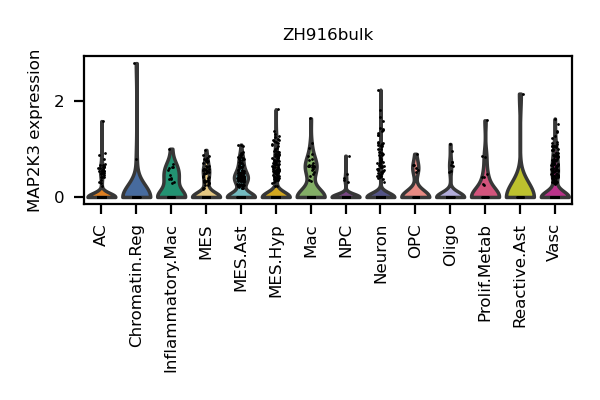 ZH916bulk
MAP2K3 expression
2
0
AC
Chromatin.Reg
Inflammatory.Mac
MES
MES.Ast
MES.Hyp
Mac
NPC
Neuron
OPC
Oligo
Prolif.Metab
Reactive.Ast
Vasc